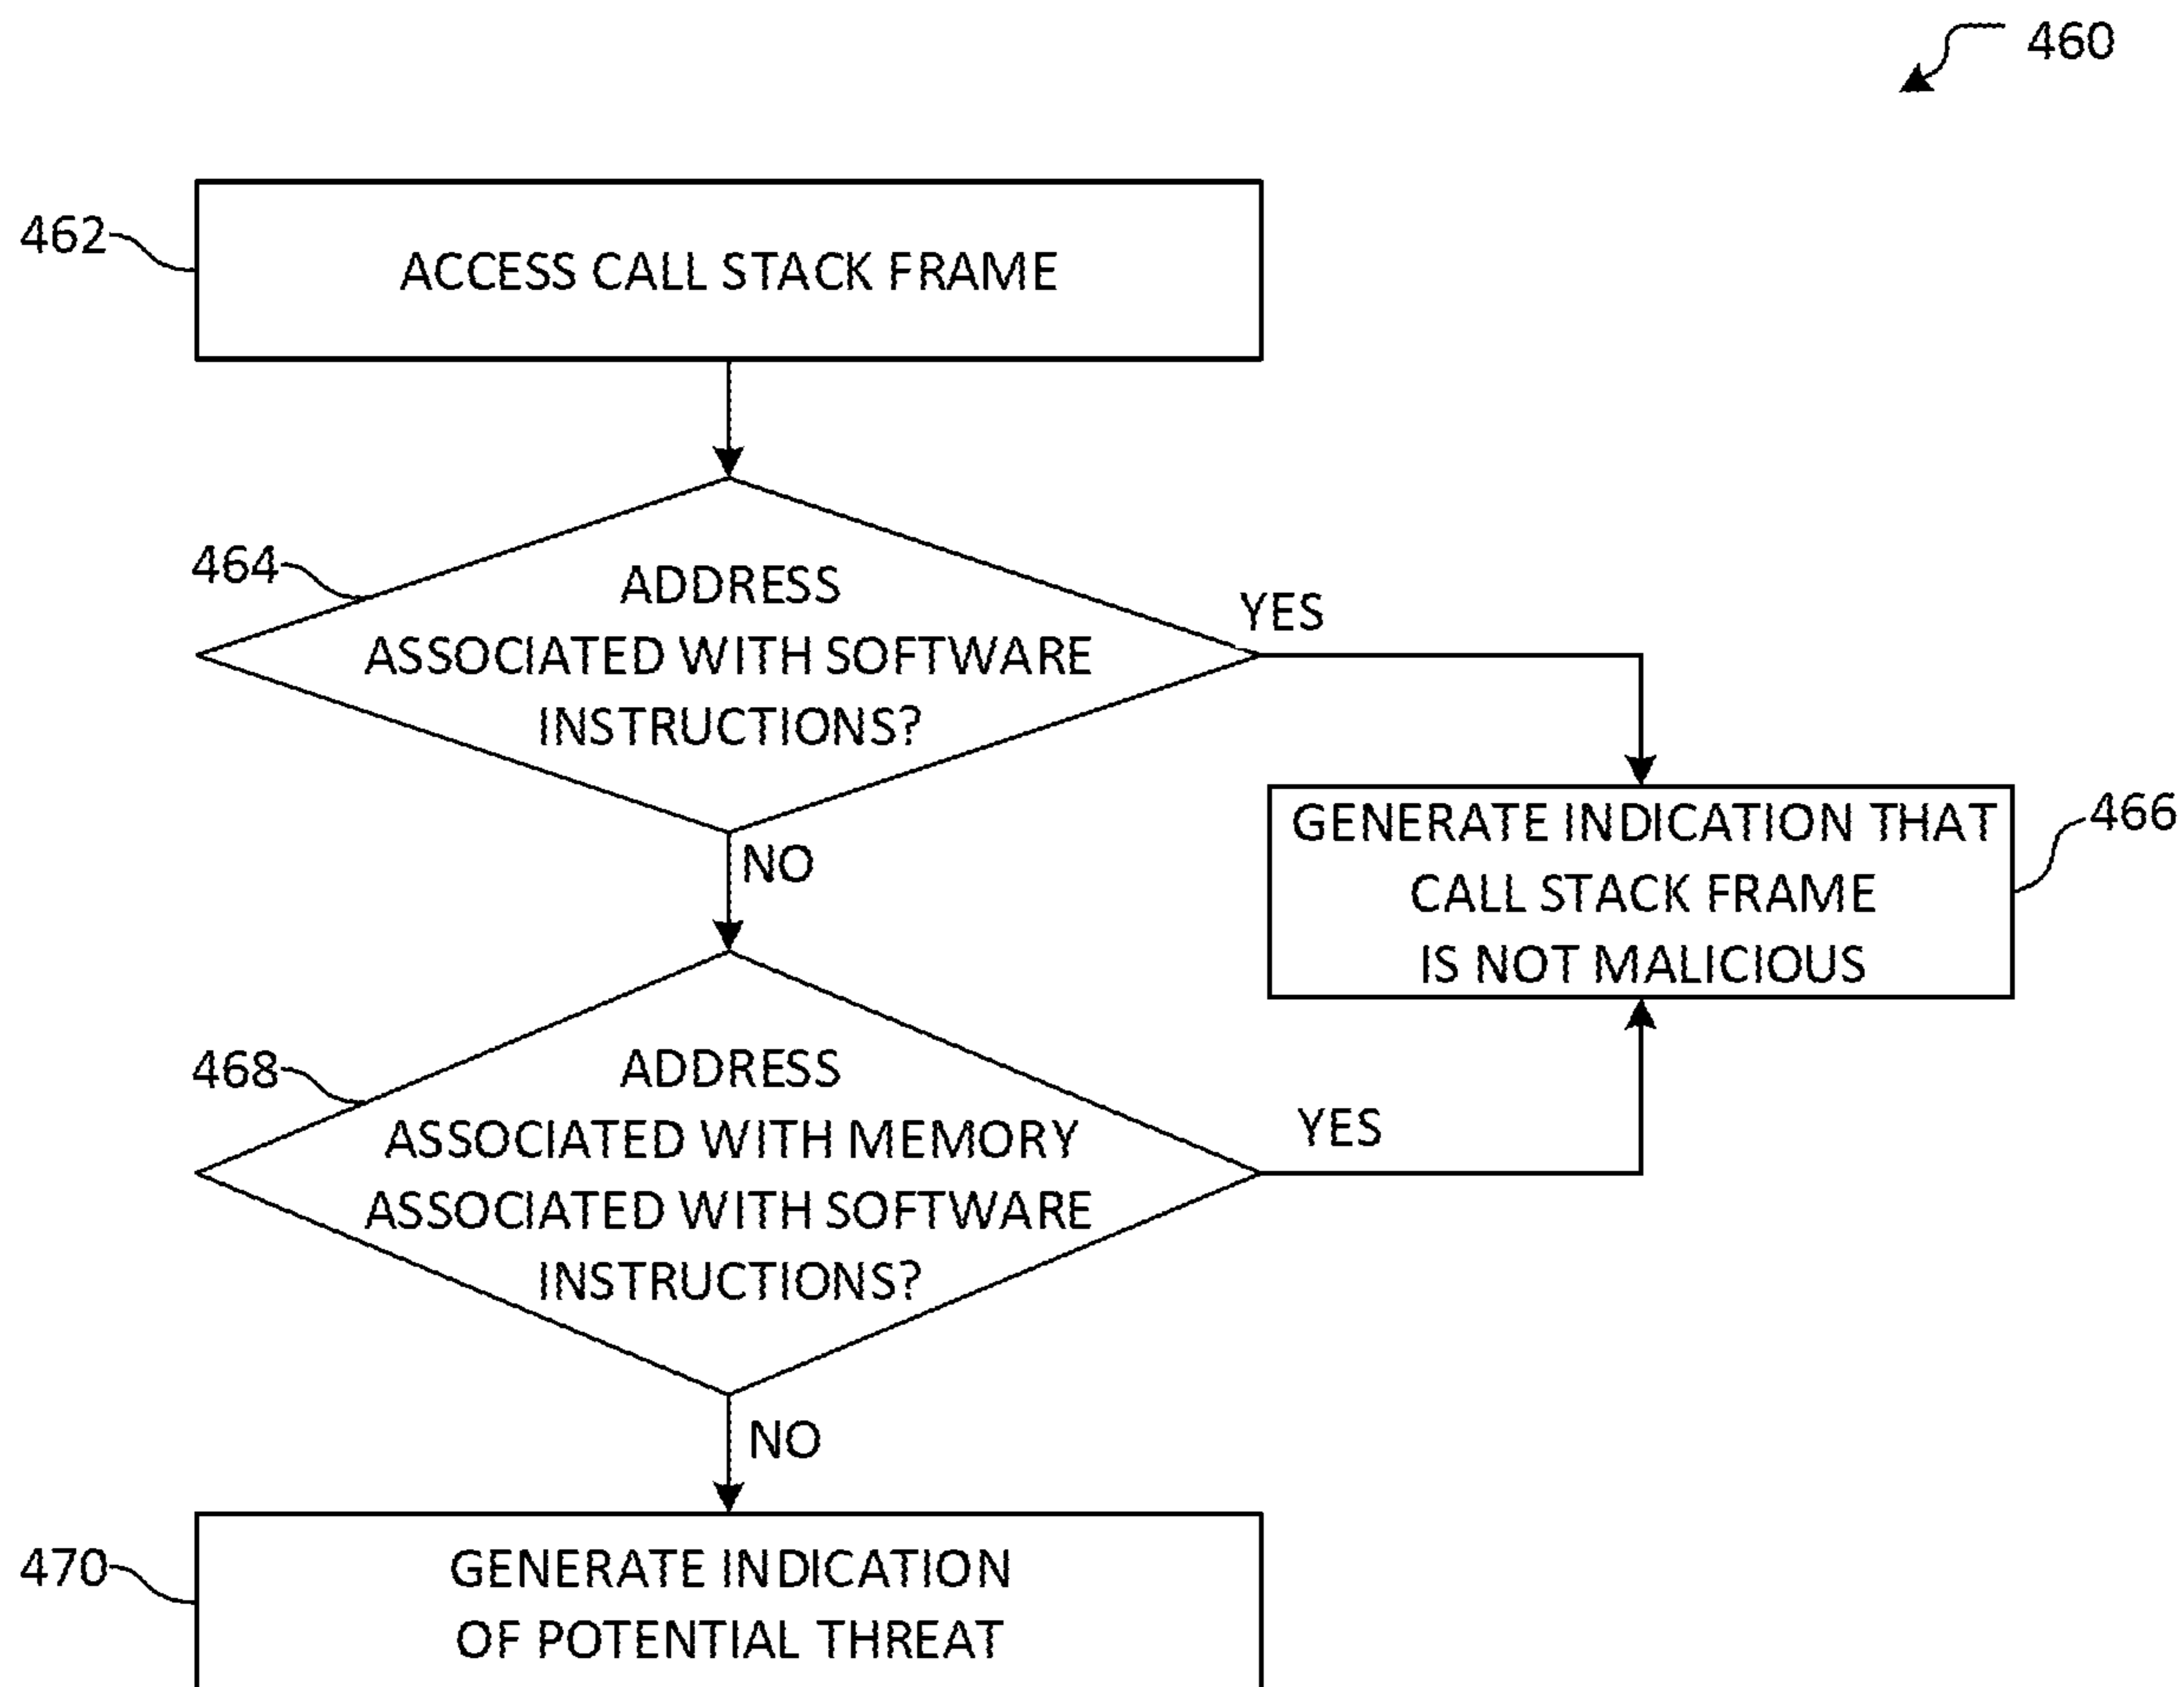 460
462
ACCESS CALL STACK FRAME
464
ADDRESS
ASSOCIATED WITH SOFTWARE
INSTRUCTIONS?
YES
NO
GENERATE INDICATION THAT
CALL STACK FRAME
IS NOT MALICIOUS
466
468
ADDRESS
ASSOCIATED WITH MEMORY
ASSOCIATED WITH SOFTWARE
INSTRUCTIONS?
YES
NO
470
GENERATE INDICATION
OF POTENTIAL THREAT